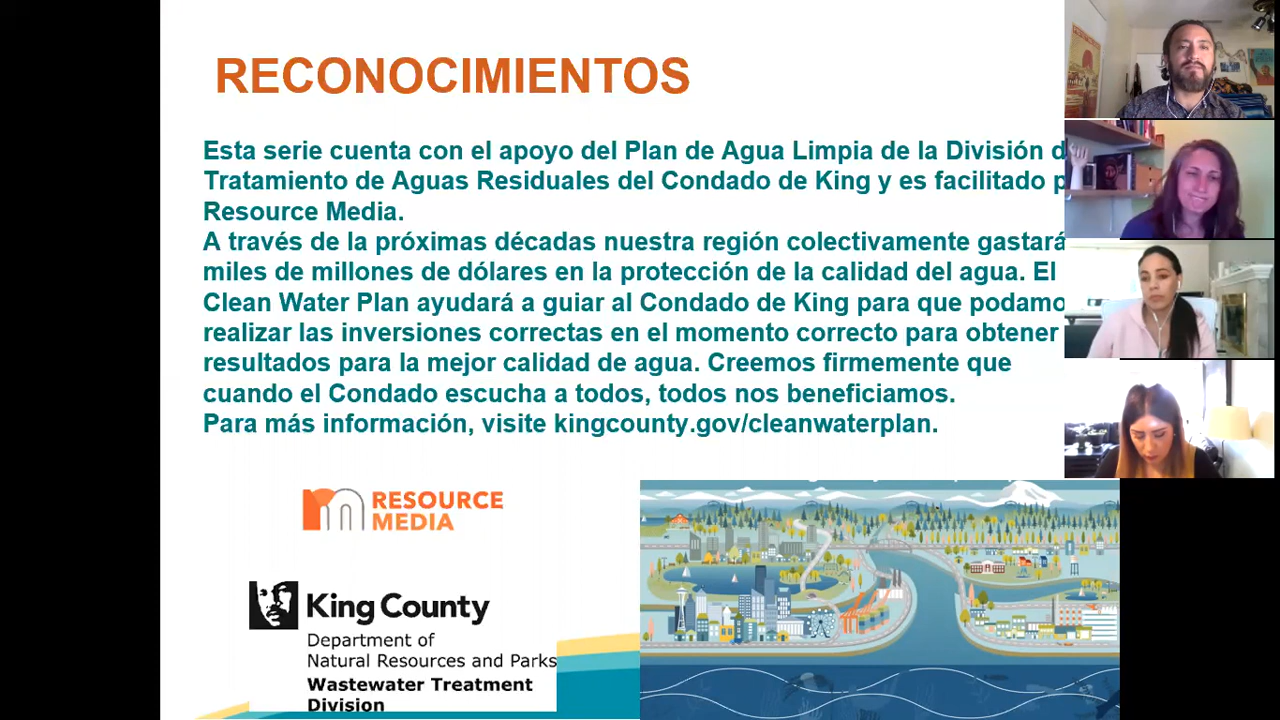 RECONOCIMIENTOS
Esta serie cuenta con el apoyo del Plan de Agua Limpia de la División d
Tratamiento de Aguas Residuales del Condado de King y es facilitado p
Resource Media.
A través de la próximas décadas nuestra región colectivamente gastará
miles de millones de dólares en la protección de la calidad del agua. El
Clean Water Plan ayudará a guiar al Condado de King para que podamo
realizar las inversiones correctas en el momento correcto para obtener
resultados para la mejor calidad de agua. Creemos firmemente que
cuando el Condado escucha a todos, todos nos beneficiamos.
Para más información, visite kingcounty.gov/cleanwaterplan.
RESOURCE
MEDIA
King County
Department of
Natural Resources and Parks
Wastewater Treatment
Division